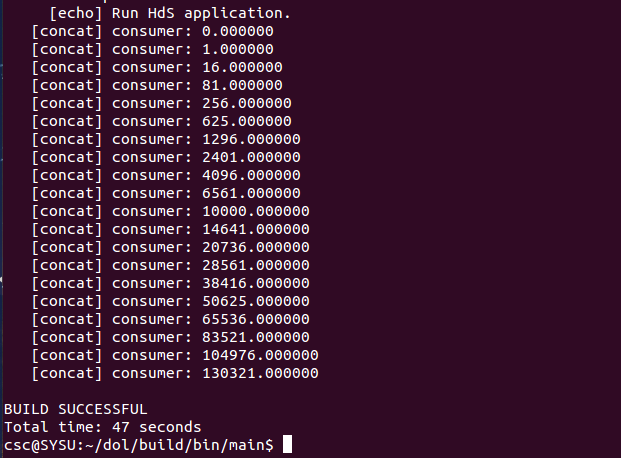 [echo] Run HdS application.
[concat] consumer: 0.000000
[concat] consumer: 1.000000
[concat] consumer: 16.000000
[concat] consumer: 81.000000
[concat] consumer: 256.000000
[concat] consumer: 625.000000
[concat] consumer: 1296.000000
[concat] consumer: 2401.000000
[concat] consumer: 4096.000000
[concat] consumer: 6561.000000
[concat] consumer: 10000.000000
[concat] consumer: 14641.000000
[concat] consumer: 20736.000000
[concat] consumer: 28561.000000
[concat] consumer: 38416.000000
[concat] consumer: 50625.000000
[concat] consumer: 65536.000000
[concat] consumer: 83521.000000
[concat] consumer: 104976.000000
[concat] consumer: 130321.000000
BUILD SUCCESSFUL
Total time: 47 seconds
csc@SYSU:~/dol/build/bin/main$